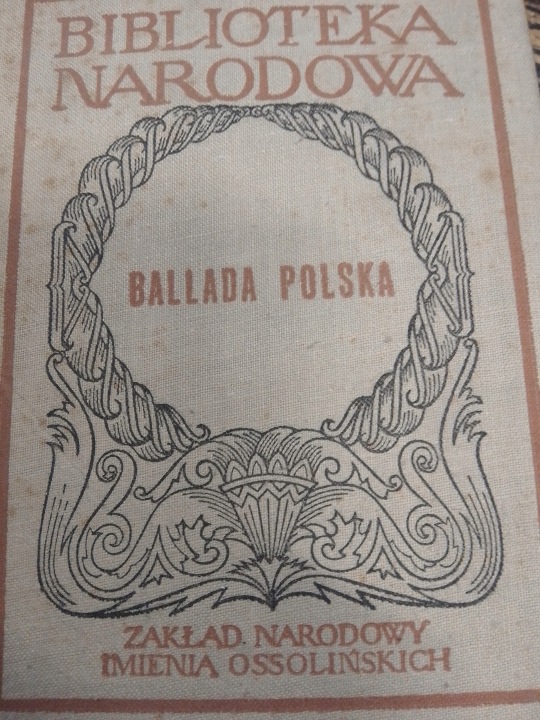 BIBLIOTEKA
NARODOWA
BALLADA POLSKA
ZAKŁAD NARODOWY
IMIENIA OSSOLIŃSKICH